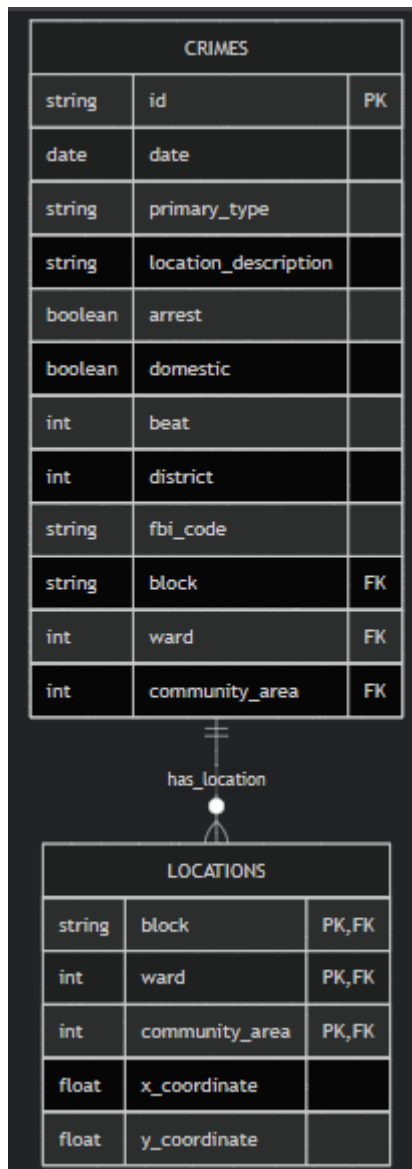 CRIMES
string id PK
date date
string primary_type
string location_description
boolean arrest
boolean domestic
int beat
int district
string fbi_code
string block FK
int ward FK
int community_area FK
has_location
LOCATIONS
string block PK,FK
int ward PK,FK
int community_area PK,FK
float x_coordinate
float y_coordinate